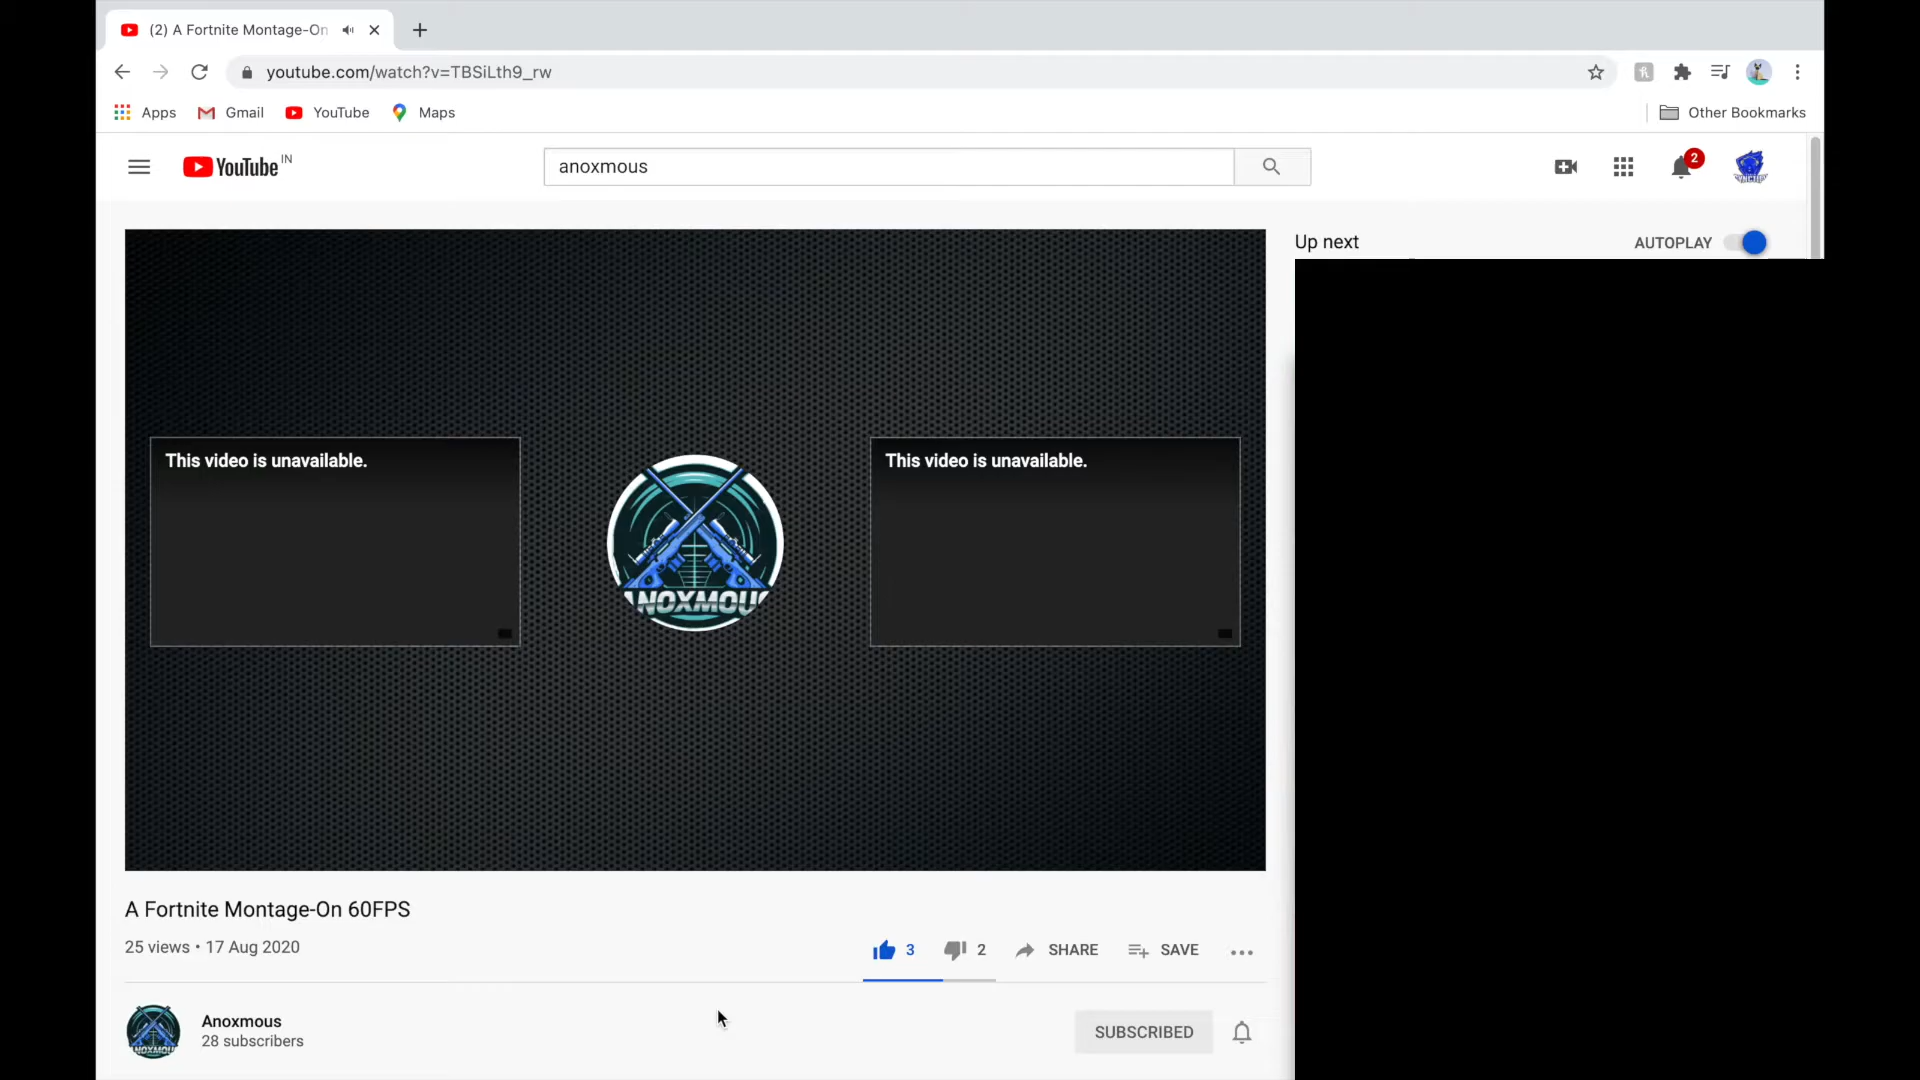 (2) A Fortnite Montage-On
youtube.com/watch?v=TBSiLth9_rw
Apps Gmail YouTube Maps Other Bookmarks
YouTube IN anoxmous 2
Up next AUTOPLAY
This video is unavailable. This video is unavailable.
ANOXMOUS
A Fortnite Montage-On 60FPS
25 views • 17 Aug 2020
3 2 SHARE SAVE
Anoxmous
28 subscribers
SUBSCRIBED